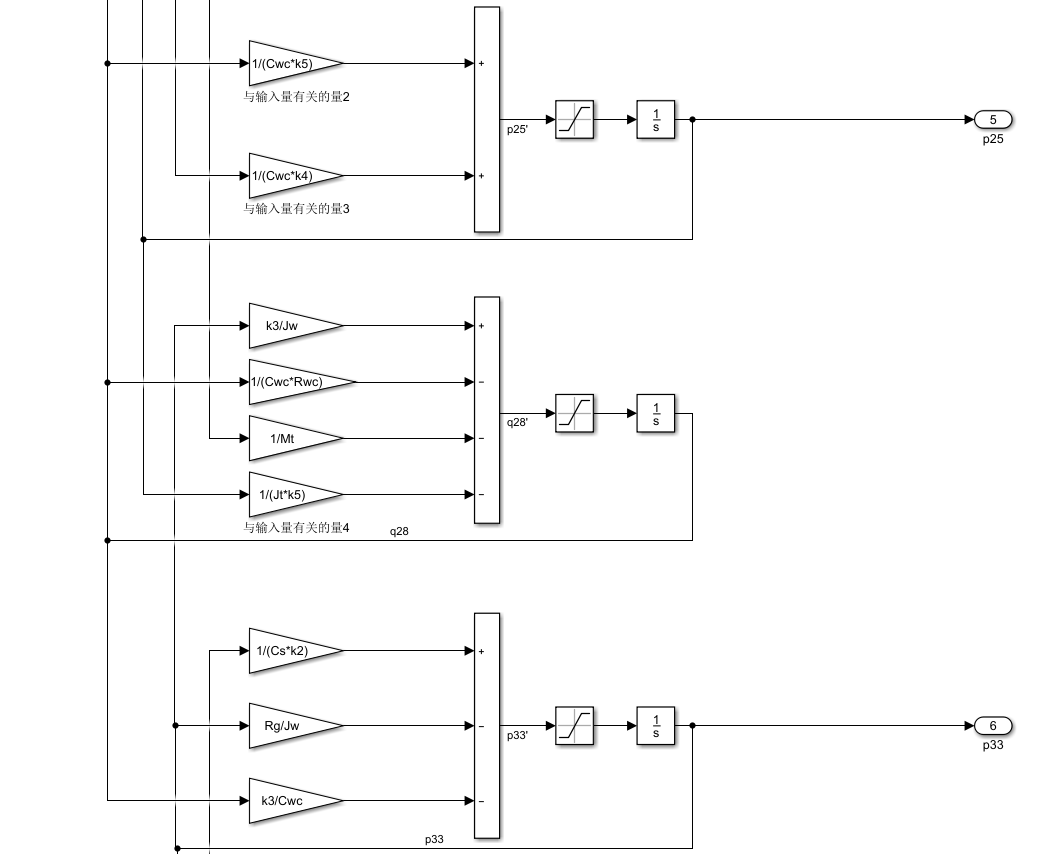 1/(Cwc*k5)
+
与输入量有关的量2
p25'
1
s
5
p25
1/(Cwc*k4)
+
与输入量有关的量3
k3/Jw
+
1/(Cwc*Rwc)
−
q28'
1
s
1/Mt
−
1/(Jt*k5)
−
与输入量有关的量4
q28
1/(Cs*k2)
+
Rg/Jw
−
p33'
1
s
6
p33
k3/Cwc
−
p33